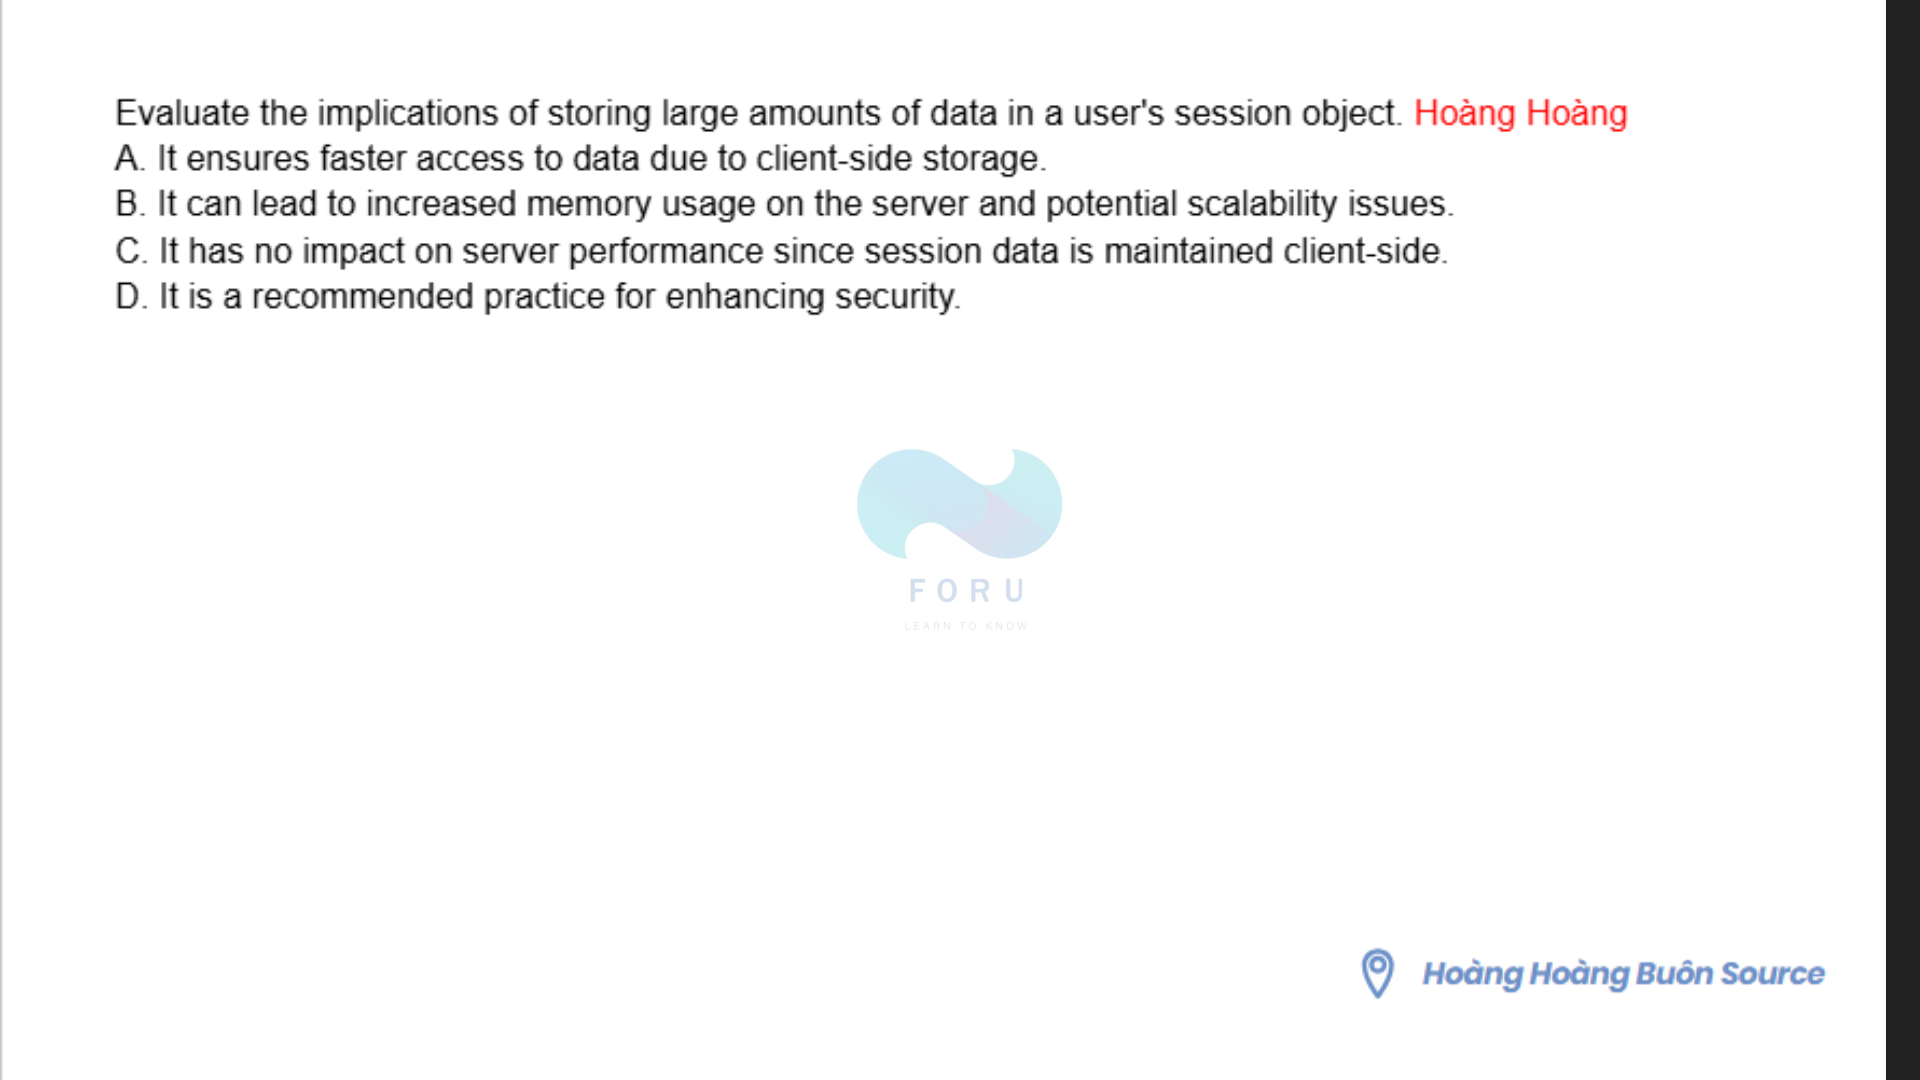 Evaluate the implications of storing large amounts of data in a user's session object. Hoàng Hoàng
A. It ensures faster access to data due to client-side storage.
B. It can lead to increased memory usage on the server and potential scalability issues.
C. It has no impact on server performance since session data is maintained client-side.
D. It is a recommended practice for enhancing security.
FORU
LEARN TO KNOW
Hoàng Hoàng Buôn Source